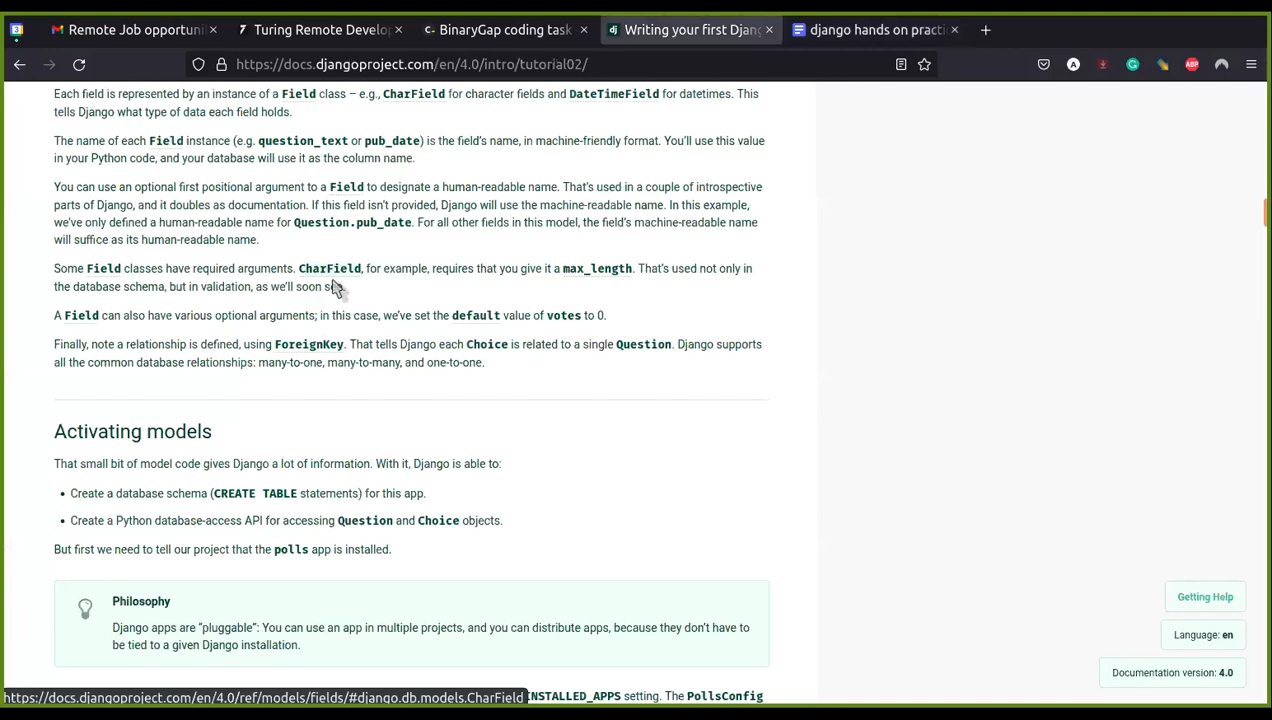 Remote Job opportuni
Turing Remote Develo
BinaryGap coding task
Writing your first Djang
django hands on practi
https://docs.djangoproject.com/en/4.0/intro/tutorial02/
Each field is represented by an instance of a Field class – e.g., CharField for character fields and DateTimeField for datetimes. This
tells Django what type of data each field holds.
The name of each Field instance (e.g. question_text or pub_date) is the field's name, in machine-friendly format. You'll use this value
in your Python code, and your database will use it as the column name.
You can use an optional first positional argument to a Field to designate a human-readable name. That's used in a couple of introspective
parts of Django, and it doubles as documentation. If this field isn't provided, Django will use the machine-readable name. In this example,
we've only defined a human-readable name for Question.pub_date. For all other fields in this model, the field's machine-readable name
will suffice as its human-readable name.
Some Field classes have required arguments. CharField, for example, requires that you give it a max_length. That's used not only in
the database schema, but in validation, as we'll soon
A Field can also have various optional arguments; in this case, we've set the default value of votes to 0.
Finally, note a relationship is defined, using ForeignKey. That tells Django each Choice is related to a single Question. Django supports
all the common database relationships: many-to-one, many-to-many, and one-to-one.
Activating models
That small bit of model code gives Django a lot of information. With it, Django is able to:
• Create a database schema (CREATE TABLE statements) for this app.
• Create a Python database-access API for accessing Question and Choice objects.
But first we need to tell our project that the polls app is installed.
Philosophy
Django apps are "pluggable": You can use an app in multiple projects, and you can distribute apps, because they don't have to
be tied to a given Django installation.
Getting Help
Language: en
Documentation version: 4.0
https://docs.djangoproject.com/en/4.0/ref/models/fields/#django.db.models.CharField
INSTALLED_APPS setting. The PollsConfig